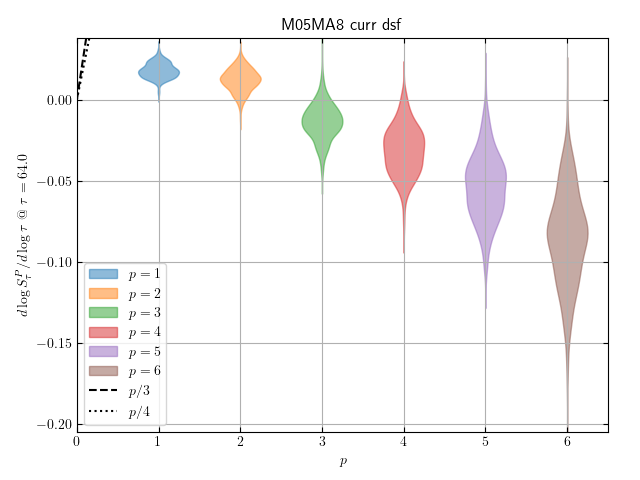 M05MA8 curr dsf
d log S_τ^P / d log τ @ τ = 64.0
0.00
−0.05
−0.10
−0.15
−0.20
p = 1
p = 2
p = 3
p = 4
p = 5
p = 6
p/3
p/4
0 1 2 3 4 5 6
p